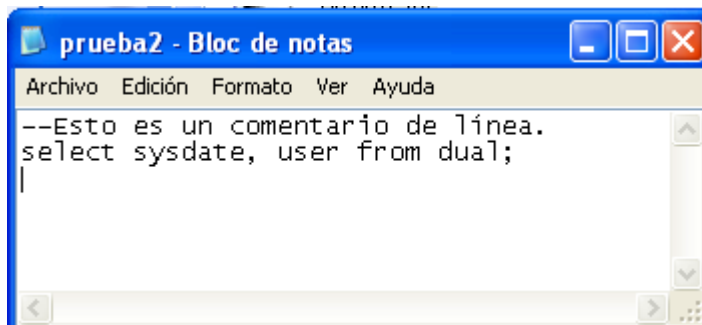 prueba2 - Bloc de notas
Archivo Edición Formato Ver Ayuda
--Esto es un comentario de línea.
select sysdate, user from dual;